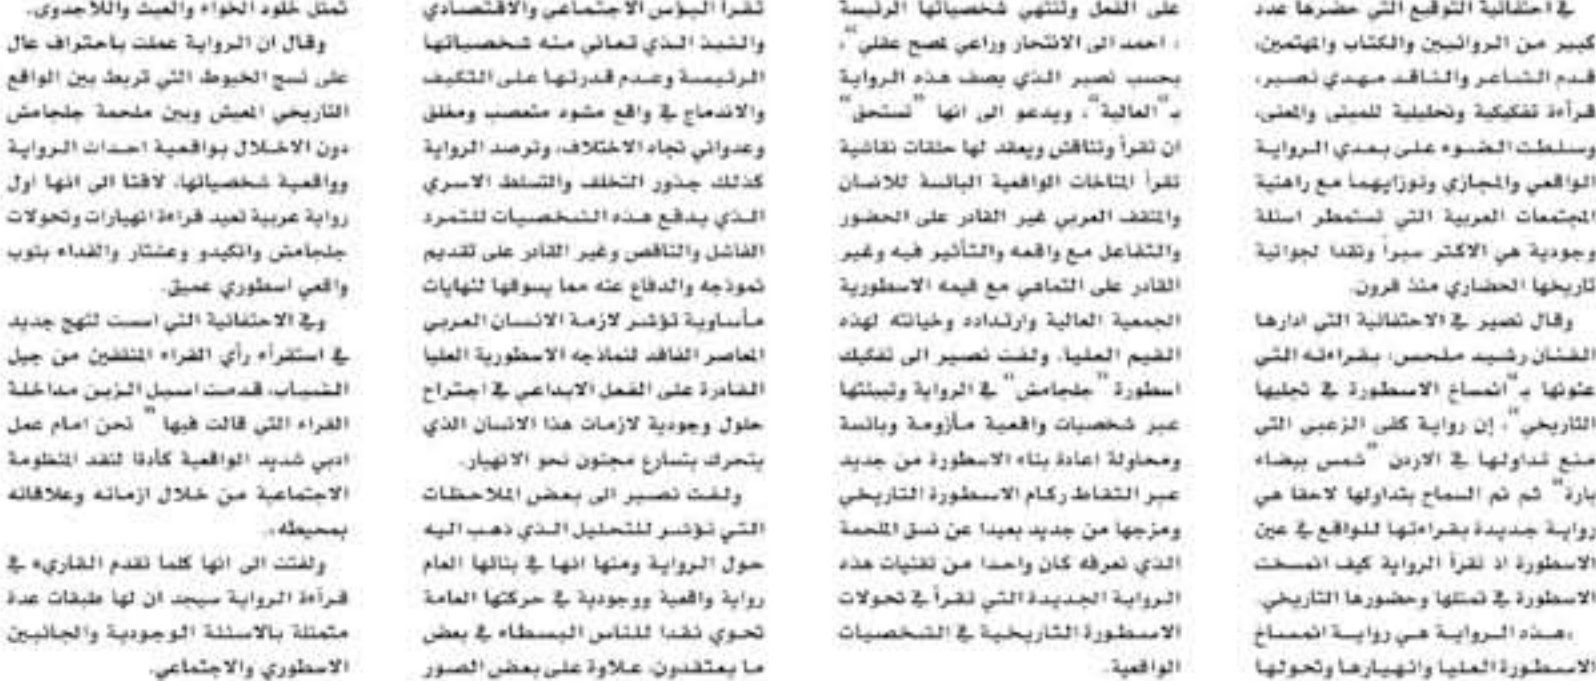 في احتفائية التوقيع التي حضرها عدد
كبير من الروائيين والكتاب والمهتمين،
قدم الشاعر والناقد مهدي نصير،
قراءة تفكيكية وتحليلية للمبنى والمعنى،
وسلطت الضوء على بعدي الرواية
الواقعي والمجازي وتوزايهما مع راهنية
المجتمعات العربية التي تستمطر اسئلة
وجودية هي الاكثر سبرا ونقدا لجوانية
تاريخها الحضاري منذ قرون.
وقال نصير في الاحتفائية التي ادارها
الفنان رشيد ملحس، بقراءته التي
عنونها بـ"انمساخ الاسطورة في تجليها
التاريخي"، إن رواية كفى الزعبي التي
منع تداولها في الاردن "شمس بيضاء
باردة" ثم تم السماح بتداولها لاحقا هي
رواية جديدة بقراءتها للواقع في عين
الاسطورة اذ تقرأ الرواية كيف انمسخت
الاسطورة في تمثلها وحضورها التاريخي.
،هذه الرواية هي رواية انمساخ
الاسطورة العليا وانهيارها وتحولها
على الفعل وتنتهي شخصياتها الرئيسة
، احمد الى الانتحار وراعي لمصح عقلي"،
بحسب نصير الذي يصف هذه الرواية
بـ"العالية"، ويدعو الى انها "تستحق"
ان تقرأ وتناقش ويعقد لها حلقات نقاشية
تقرأ المناخات الواقعية البائسة للانسان
والمثقف العربي غير القادر على الحضور
والتفاعل مع واقعه والتأثير فيه وغير
القادر على التماهي مع قيمه الاسطورية
الجمعية العالية وارتداده وخيانته لهذه
القيم العليا، ولفت نصير الى تفكيك
اسطورة "جلجامش" في الرواية وتبيئتها
عبر شخصيات واقعية مأزومة وبائسة
ومحاولة اعادة بناء الاسطورة من جديد
عبر التقاط ركام الاسطورة التاريخي
ومزجها من جديد بعيدا عن نسق الملحمة
الذي نعرفه كان واحدا من تقنيات هذه
الرواية الجديدة التي تقرأ في تحولات
الاسطورة التاريخية في الشخصيات
الواقعية.
تقرأ البؤس الاجتماعي والاقتصادي
والنبذ الذي تعاني منه شخصياتها
الرئيسة وعدم قدرتها على التكيف
والاندماج في واقع مشوه متعصب ومغلق
وعدواني تجاه الاختلاف، وترصد الرواية
كذلك جذور التخلف والتسلط الاسري
الذي يدفع هذه الشخصيات للتمرد
الفاشل والناقص وغير القادر على تقديم
نموذجه والدفاع عنه مما يسوقها لنهايات
مأساوية تؤشر لازمة الانسان العربي
المعاصر الفاقد لنماذجه الاسطورية العليا
القادرة على الفعل الابداعي في اجتراح
حلول وجودية لازمات هذا الانسان الذي
يتحرك بتسارع مجنون نحو الانهيار.
ولفت نصير الى بعض الملاحظات
التي تؤشر للتحليل الذي ذهب اليه
حول الرواية ومنها انها في بنائها العام
رواية واقعية ووجودية في حركتها العامة
تحوي نقدا للناس البسطاء في بعض
ما يعتقدون، علاوة على بعض الصور
تمثل خلود الخواء والعبث واللاجدوى.
وقال ان الرواية عملت باحتراف عال
على نسج الخيوط التي تربط بين الواقع
التاريخي المعيش وبين ملحمة جلجامش
دون الاخلال بواقعية احداث الرواية
وواقعية شخصياتها، لافتا الى انها اول
رواية عربية تعيد قراءة انهيارات وتحولات
جلجامش وانكيدو وعشتار والفداء بثوب
واقعي اسطوري عميق.
وفي الاحتفائية التي اسست لنهج جديد
في استقراء رأي القراء المثقفين من جيل
الشباب، قدمت اسيل الزبن مداخلة
القراء التي قالت فيها " نحن امام عمل
ادبي شديد الواقعية كأداة لنقد المنظومة
الاجتماعية من خلال ازماته وعلاقاته
بمحيطه.
ولفتت الى انها كلما تقدم القاريء في
قراءة الرواية سيجد ان لها طبقات عدة
متمثلة بالاسئلة الوجودية والجانبين
الاسطوري والاجتماعي.